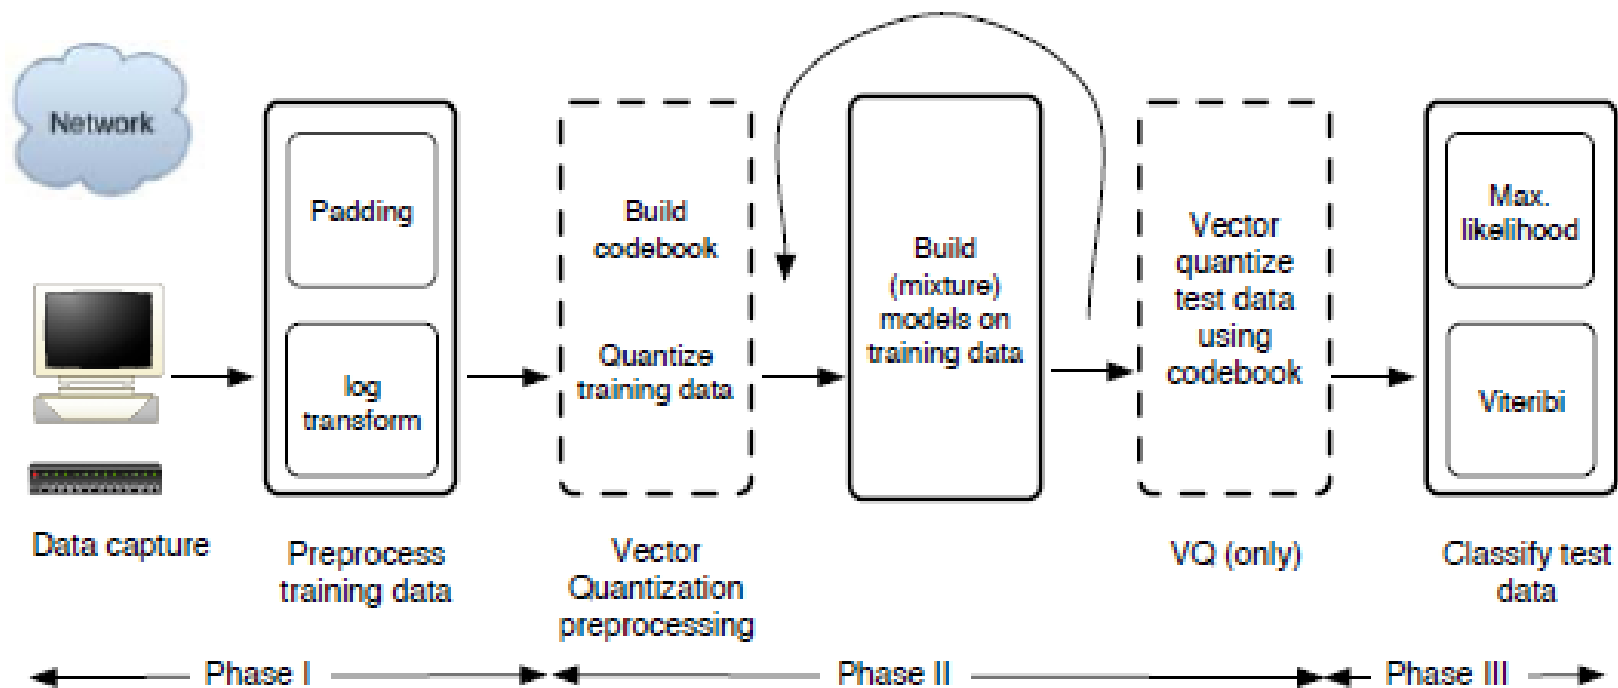 Network
Data capture
Padding
log
transform
Preprocess
training data
Build
codebook
Quantize
training data
Vector
Quantization
preprocessing
Build
(mixture)
models on
training data
Vector
quantize
test data
using
codebook
VQ (only)
Max.
likelihood
Viteribi
Classify test
data
Phase I
Phase II
Phase III